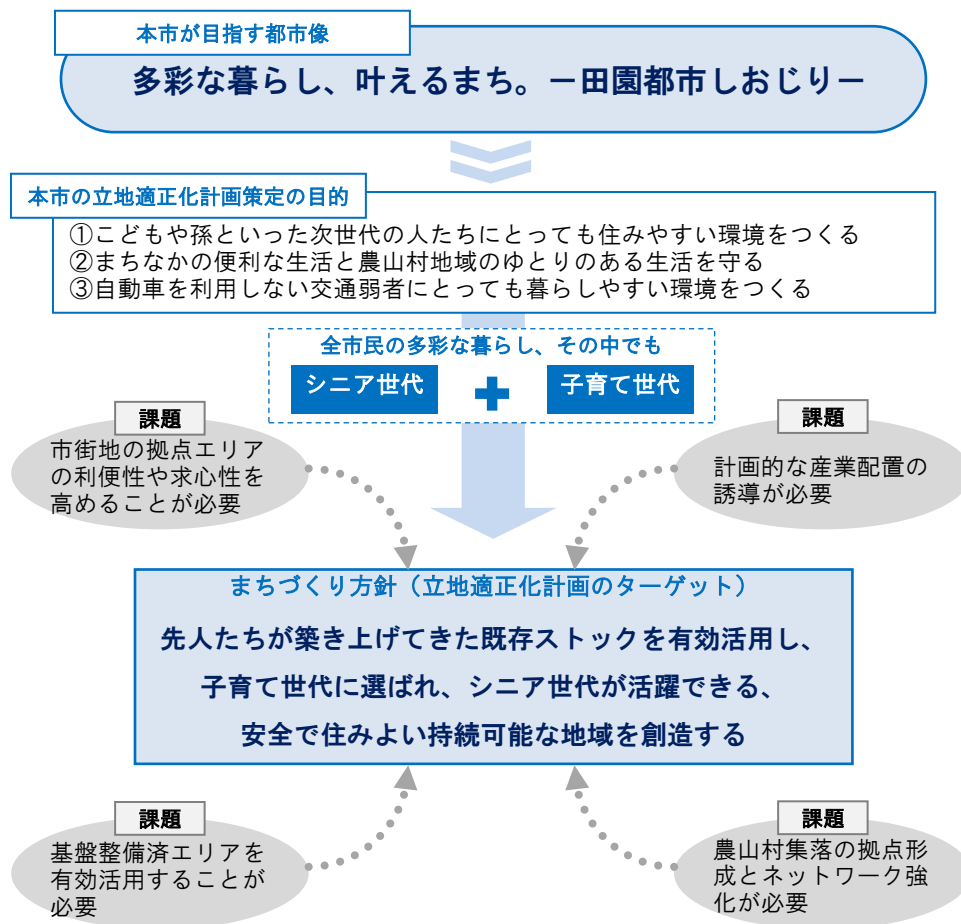 本市が目指す都市像
多彩な暮らし、叶えるまち。－田園都市しおじり－
本市の立地適正化計画策定の目的
①こどもや孫といった次世代の人たちにとっても住みやすい環境をつくる
②まちなかの便利な生活と農山村地域のゆとりのある生活を守る
③自動車を利用しない交通弱者にとっても暮らしやすい環境をつくる
全市民の多彩な暮らし、その中でも
シニア世代
子育て世代
課題
市街地の拠点エリア
の利便性や求心性を
高めることが必要
課題
計画的な産業配置の
誘導が必要
まちづくり方針（立地適正化計画のターゲット）
先人たちが築き上げてきた既存ストックを有効活用し、
子育て世代に選ばれ、シニア世代が活躍できる、
安全で住みよい持続可能な地域を創造する
課題
基盤整備済エリアを
有効活用することが
必要
課題
農山村集落の拠点形
成とネットワーク強
化が必要